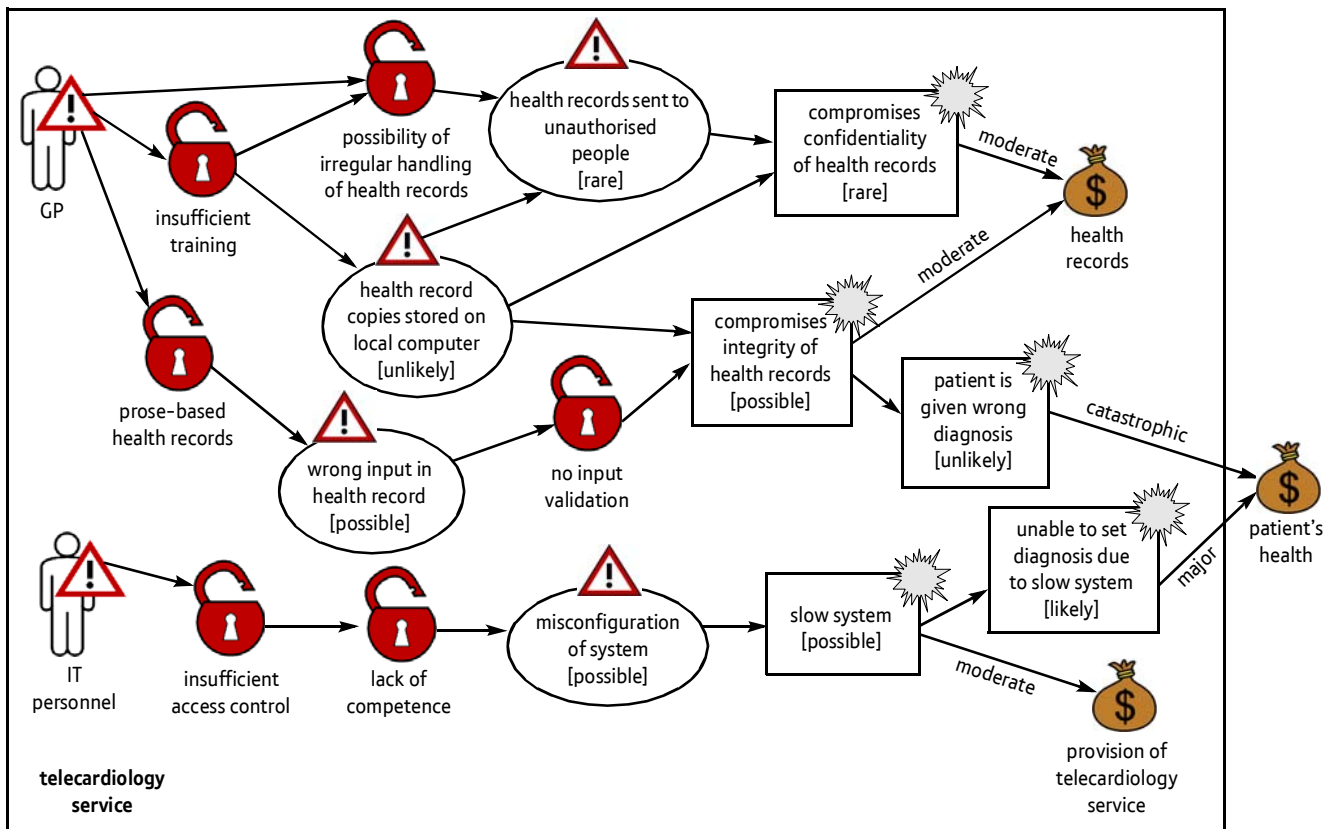 GP
insufficient
training
possibility of
irregular handling
of health records
health records sent to
unauthorised
people
[rare]
compromises
confidentiality
of health records
[rare]
moderate
health
records
prose-based
health records
health record
copies stored on
local computer
[unlikely]
wrong input in
health record
[possible]
no input
validation
compromises
integrity of
health records
[possible]
moderate
patient is
given wrong
diagnosis
[unlikely]
catastrophic
patient's
health
IT
personnel
insufficient
access control
lack of
competence
misconfiguration
of system
[possible]
slow system
[possible]
unable to set
diagnosis due
to slow system
[likely]
major
moderate
provision of
telecardiology
service
telecardiology
service